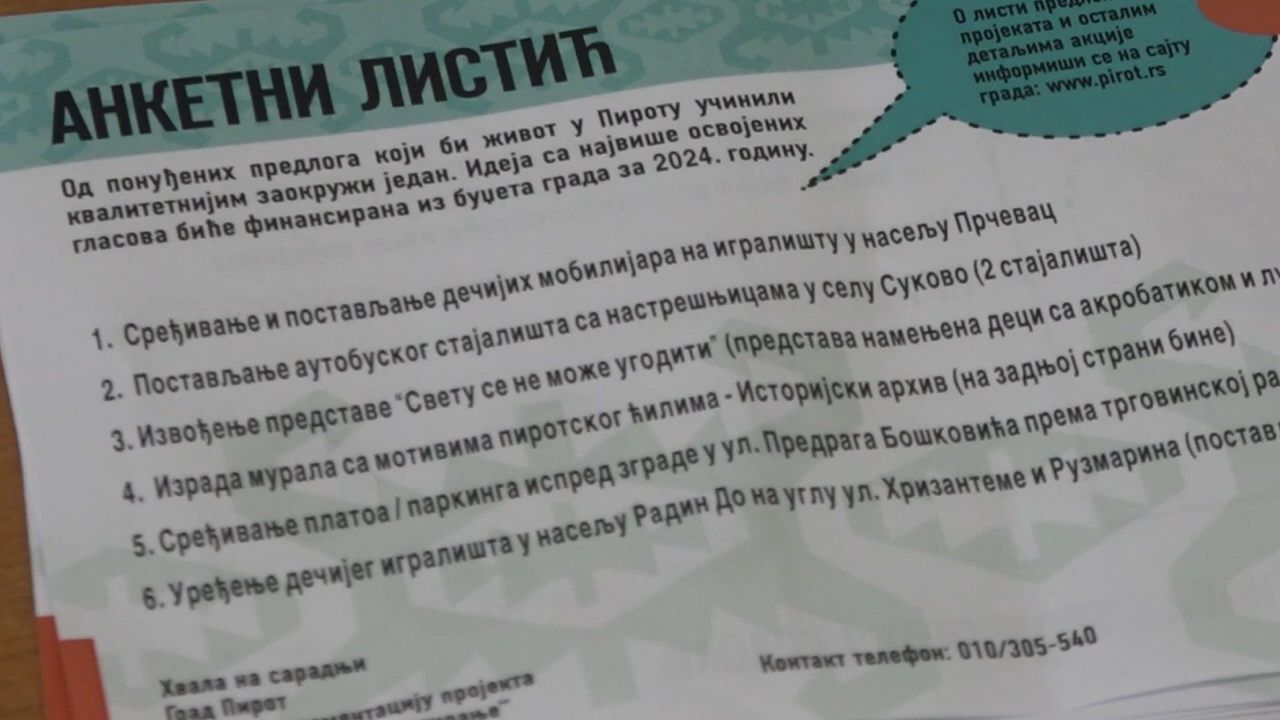 АНКЕТНИ ЛИСТИЋ
О листи
пројеката и осталим
детаљима акције
информиши се на сајту
града: www.pirot.rs
Од понуђених предлога који би живот у Пироту учинили
квалитетнијим заокружи један. Идеја са највише освојених
гласова биће финансирана из буџета града за 2024. годину.
1. Сређивање и постављање дечијих мобилијара на игралишту у насељу Прчевац
2. Постављање аутобуског стајалишта са настрешњицама у селу Суково (2 стајалишта)
3. Извођење представе “Свету се не може угодити” (представа намењена деци са акробатиком и
4. Израда мурала са мотивима пиротског ћилима - Историјски архив (на задњој страни бине)
5. Сређивање платоа / паркинга испред зграде у ул. Предрага Бошковића према трговинској
6. Уређење дечијег игралишта у насељу Радин До на углу ул. Хризантеме и Рузмарина
Хвала на сарадњи
Град Пирот
пројекта
Контакт телефон: 010/305-540